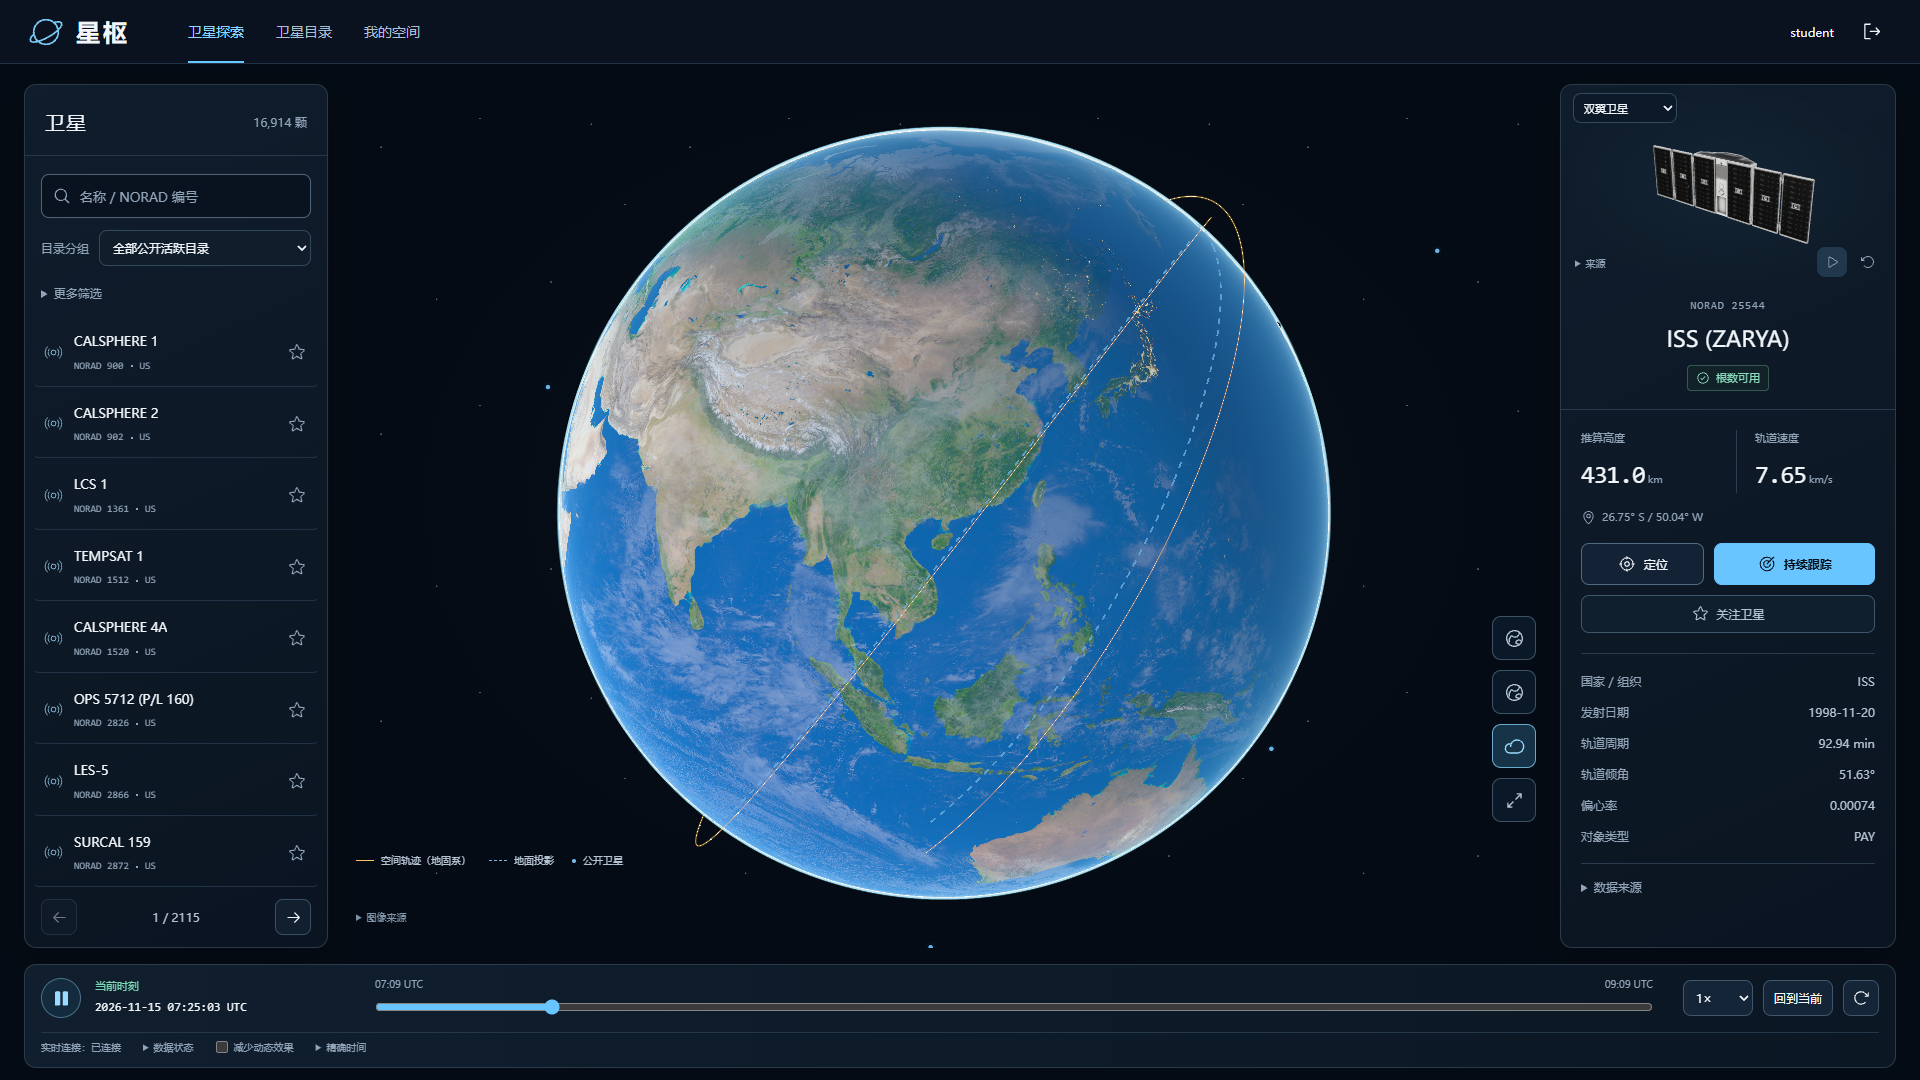 星枢
卫星探索
卫星目录
我的空间
student
卫星
16,914 颗
名称 / NORAD 编号
目录分组
全部公开活跃目录
更多筛选
CALSPHERE 1
NORAD 900 • US
CALSPHERE 2
NORAD 902 • US
LCS 1
NORAD 1361 • US
TEMPSAT 1
NORAD 1512 • US
CALSPHERE 4A
NORAD 1520 • US
OPS 5712 (P/L 160)
NORAD 2826 • US
LES-5
NORAD 2866 • US
SURCAL 159
NORAD 2872 • US
1 / 2115
空间轨迹（地固系）
地面投影
公开卫星
图像来源
双翼卫星
来源
NORAD 25544
ISS (ZARYA)
根数可用
推算高度
431.0 km
轨道速度
7.65 km/s
26.75° S / 50.04° W
定位
持续跟踪
关注卫星
国家 / 组织
ISS
发射日期
1998-11-20
轨道周期
92.94 min
轨道倾角
51.63°
偏心率
0.00074
对象类型
PAY
数据来源
当前时刻
2026-11-15 07:25:03 UTC
07:09 UTC
09:09 UTC
1x
回到当前
实时连接：已连接
数据状态
减少动态效果
精确时间